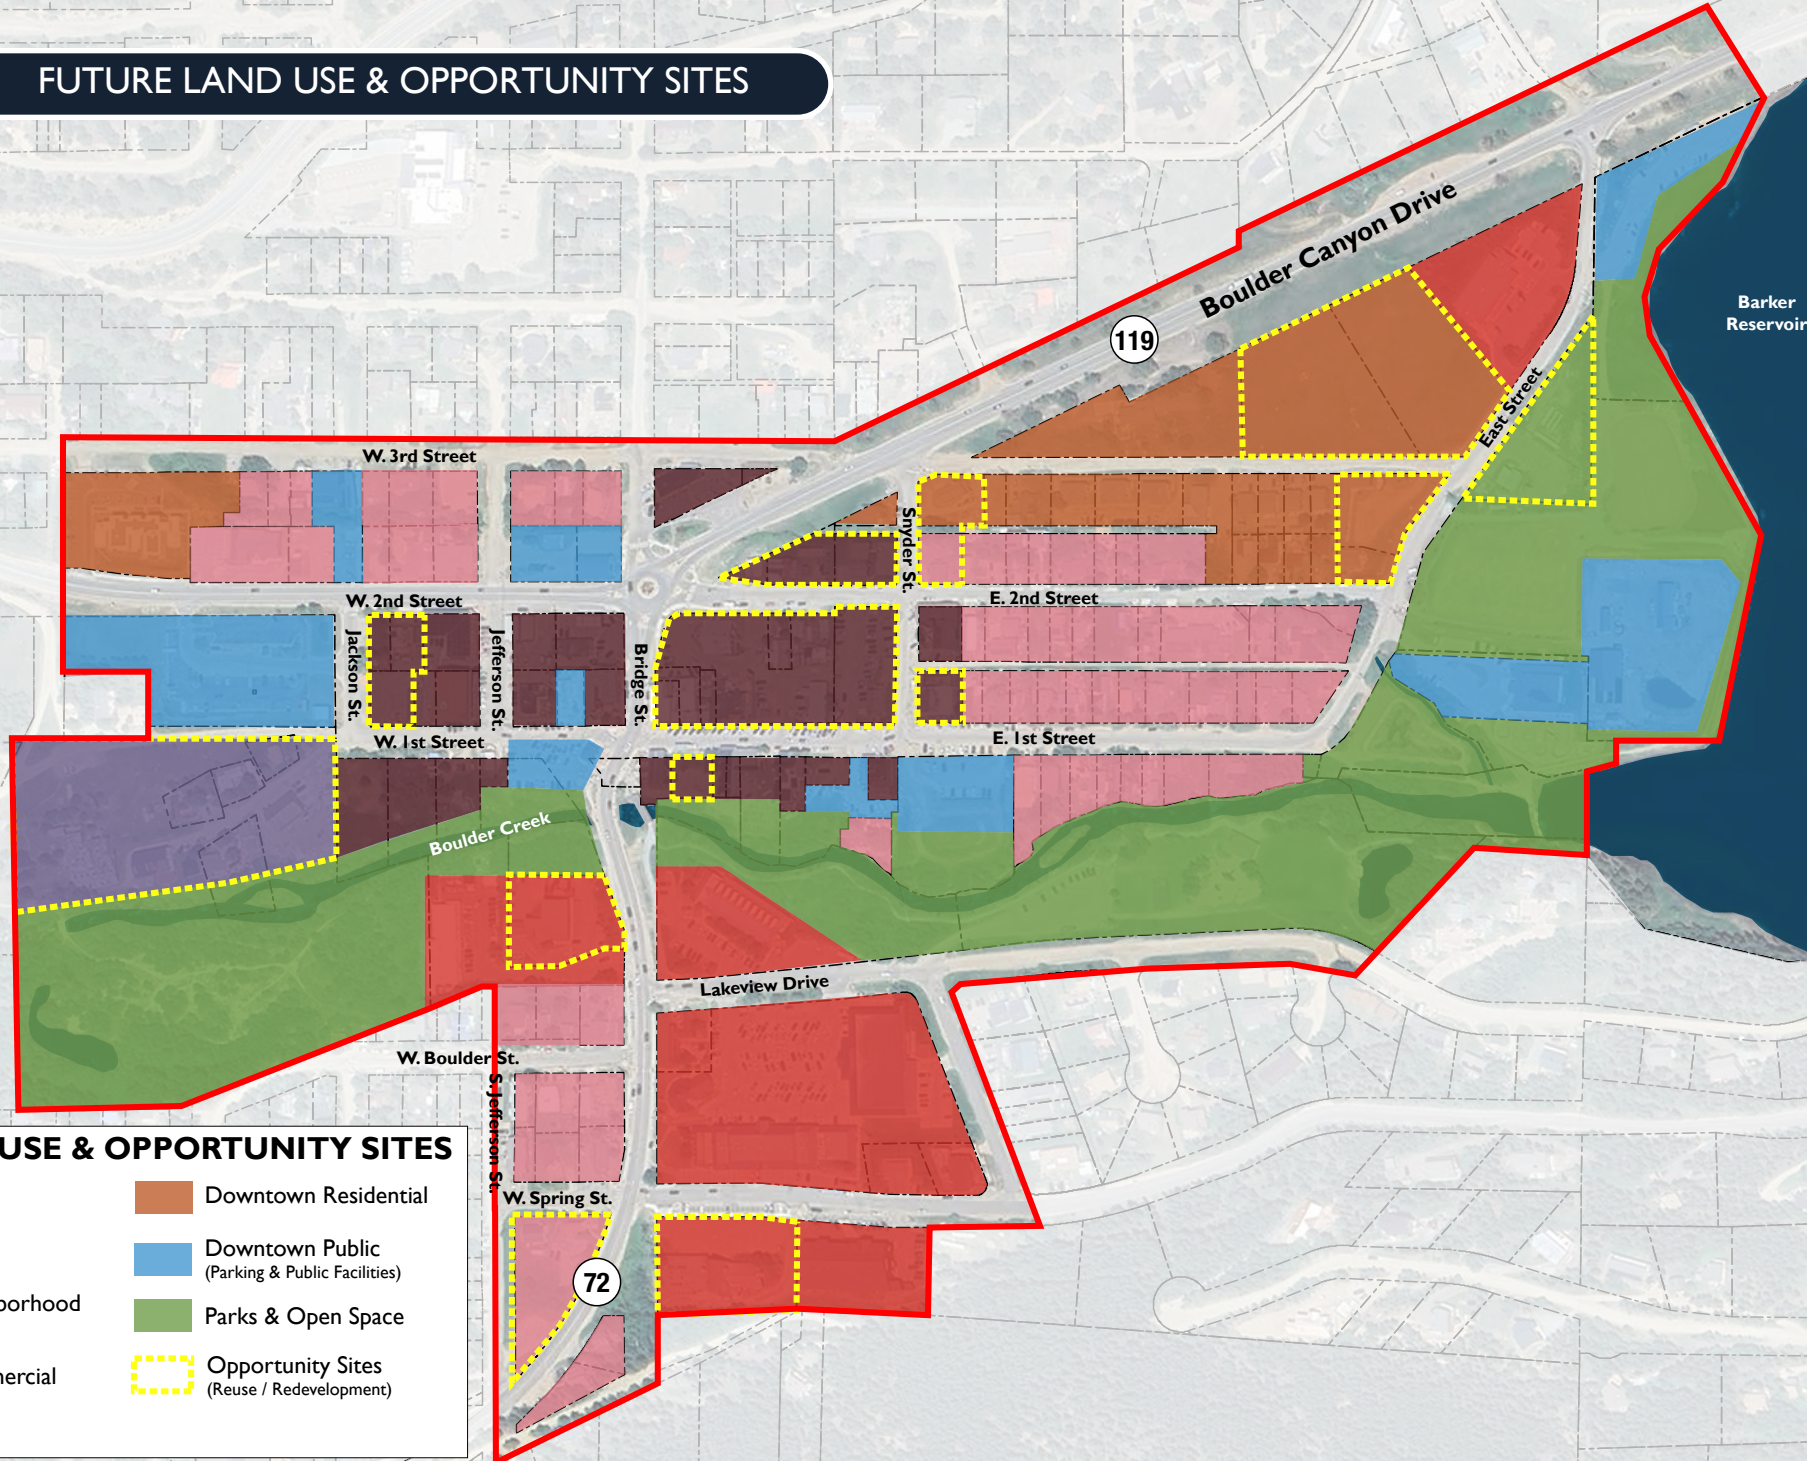 FUTURE LAND USE & OPPORTUNITY SITES
Boulder Canyon Drive
119
Barker
Reservoir
East Street
W. 3rd Street
Snyder St.
W. 2nd Street
E. 2nd Street
Jackson St.
Jefferson St.
Bridge St.
W. 1st Street
E. 1st Street
Boulder Creek
Lakeview Drive
W. Boulder St.
S. Jefferson St.
W. Spring St.
72
USE & OPPORTUNITY SITES
Downtown Residential
Downtown Public
(Parking & Public Facilities)
Parks & Open Space
Opportunity Sites
(Reuse / Redevelopment)